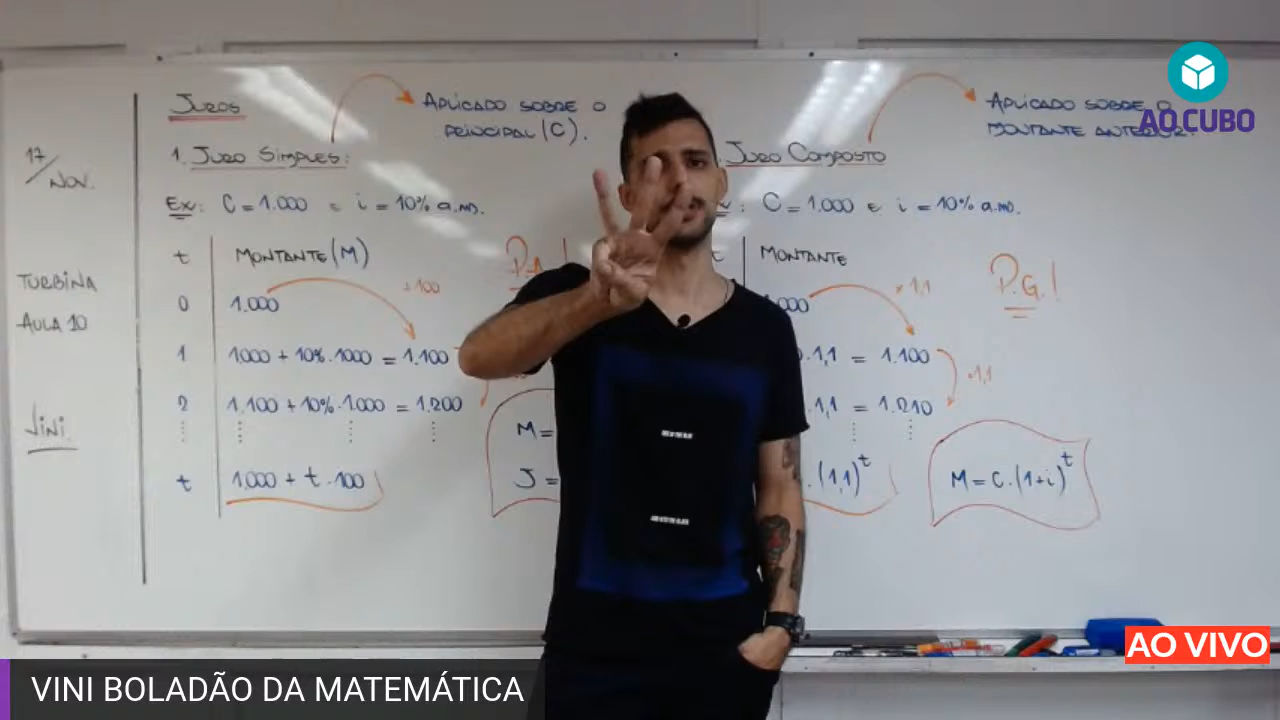 JUROS
APLICADO SOBRE O
PRINCIPAL (C).
1. JURO SIMPLES:
EX: C = 1.000 e i = 10% a.m.
t MONTANTE (M)
P.A.!
0 1.000
+100
1 1000 + 10%.1000 = 1.100
2 1.100 + 10%.1.000 = 1.200
⋮ ⋮ ⋮ ⋮
t 1.000 + t.100
M=
J=
17/NOV.
TURBINA
AULA 10
VINI.
APLICADO SOBRE O
MONTANTE ANTERIOR.
JURO COMPOSTO
: C = 1.000 e i = 10% a.m.
t MONTANTE
P.G.!
.000
×1,1
.1,1 = 1.100
.1,1
.1,1 = 1.210
⋮ ⋮
.(1,1)^t
M = C.(1+i)^t
AO CUBO
AO VIVO
VINI BOLADÃO DA MATEMÁTICA